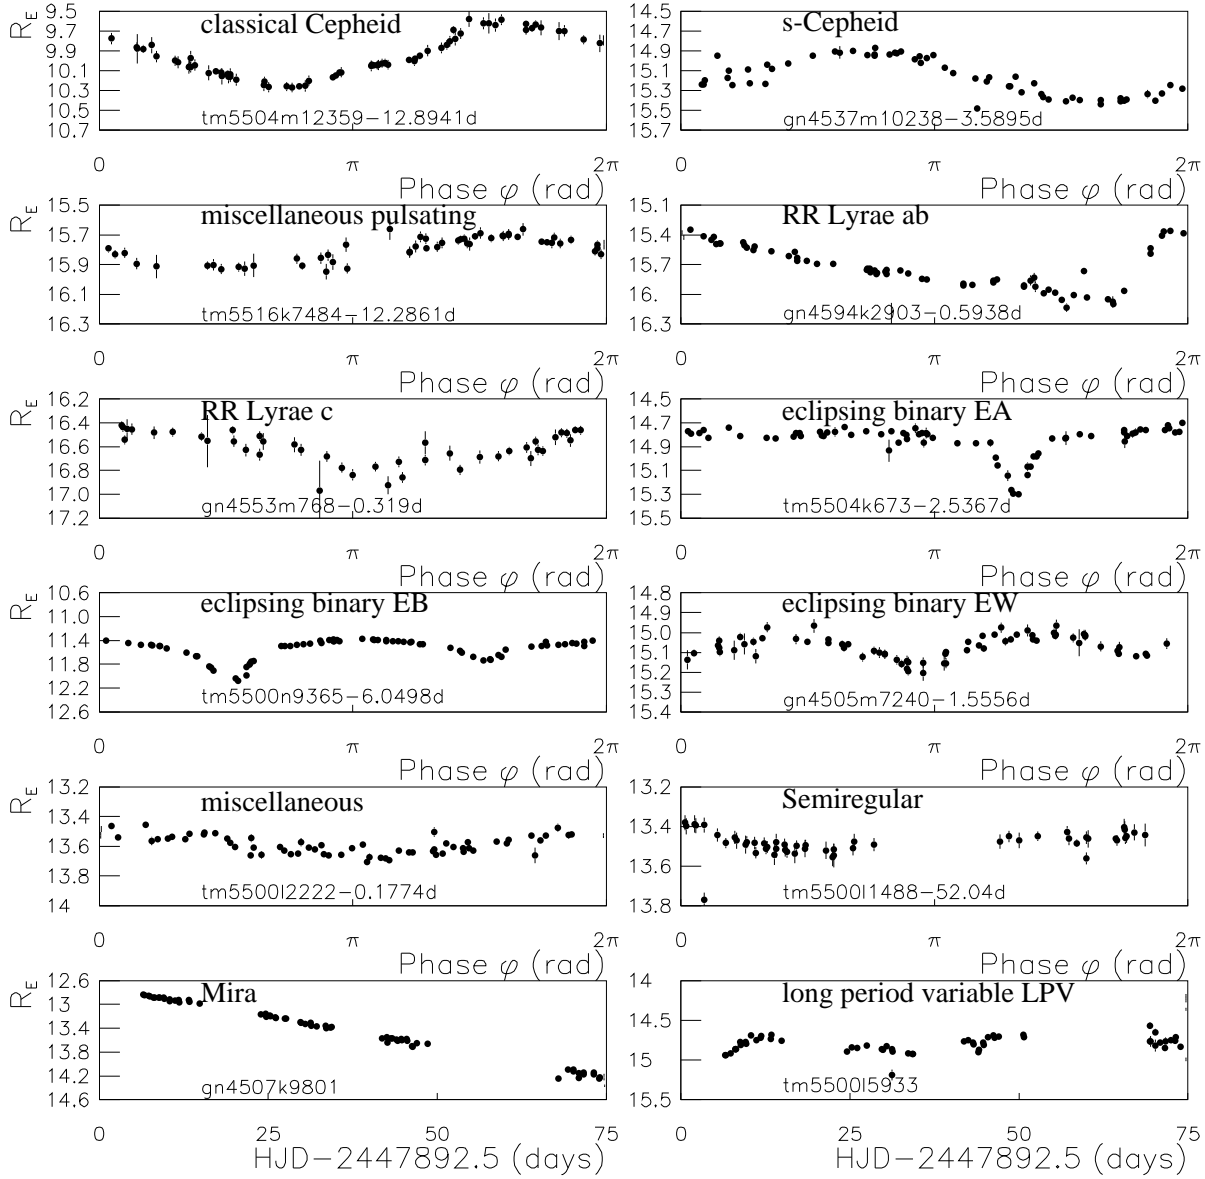 R_E
9.5
9.7
9.9
10.1
10.3
10.5
10.7
classical Cepheid
tm5504m12359-12.8941d
0 π 2π
Phase φ (rad)
14.5
14.7
14.9
15.1
15.3
15.5
15.7
s-Cepheid
gn4537m10238-3.5895d
0 π 2π
Phase φ (rad)
R_E
15.5
15.7
15.9
16.1
16.3
miscellaneous pulsating
tm5516k7484-12.2861d
0 π 2π
Phase φ (rad)
15.1
15.4
15.7
16
16.3
RR Lyrae ab
gn4594k2903-0.5938d
0 π 2π
Phase φ (rad)
R_E
16.2
16.4
16.6
16.8
17.0
17.2
RR Lyrae c
gn4553m768-0.319d
0 π 2π
Phase φ (rad)
14.5
14.7
14.9
15.1
15.3
15.5
eclipsing binary EA
tm5504k673-2.5367d
0 π 2π
Phase φ (rad)
R_E
10.6
11.0
11.4
11.8
12.2
12.6
eclipsing binary EB
tm5500n9365-6.0498d
0 π 2π
Phase φ (rad)
14.8
14.9
15.0
15.1
15.2
15.3
15.4
eclipsing binary EW
gn4505m7240-1.5556d
0 π 2π
Phase φ (rad)
R_E
13.2
13.4
13.6
13.8
14
miscellaneous
tm5500l2222-0.1774d
0 π 2π
Phase φ (rad)
13.2
13.4
13.6
13.8
Semiregular
tm5500l1488-52.04d
0 π 2π
Phase φ (rad)
R_E
12.6
13
13.4
13.8
14.2
14.6
Mira
gn4507k9801
0 25 50 75
HJD-2447892.5 (days)
14
14.5
15
15.5
long period variable LPV
tm5500l5933
0 25 50 75
HJD-2447892.5 (days)